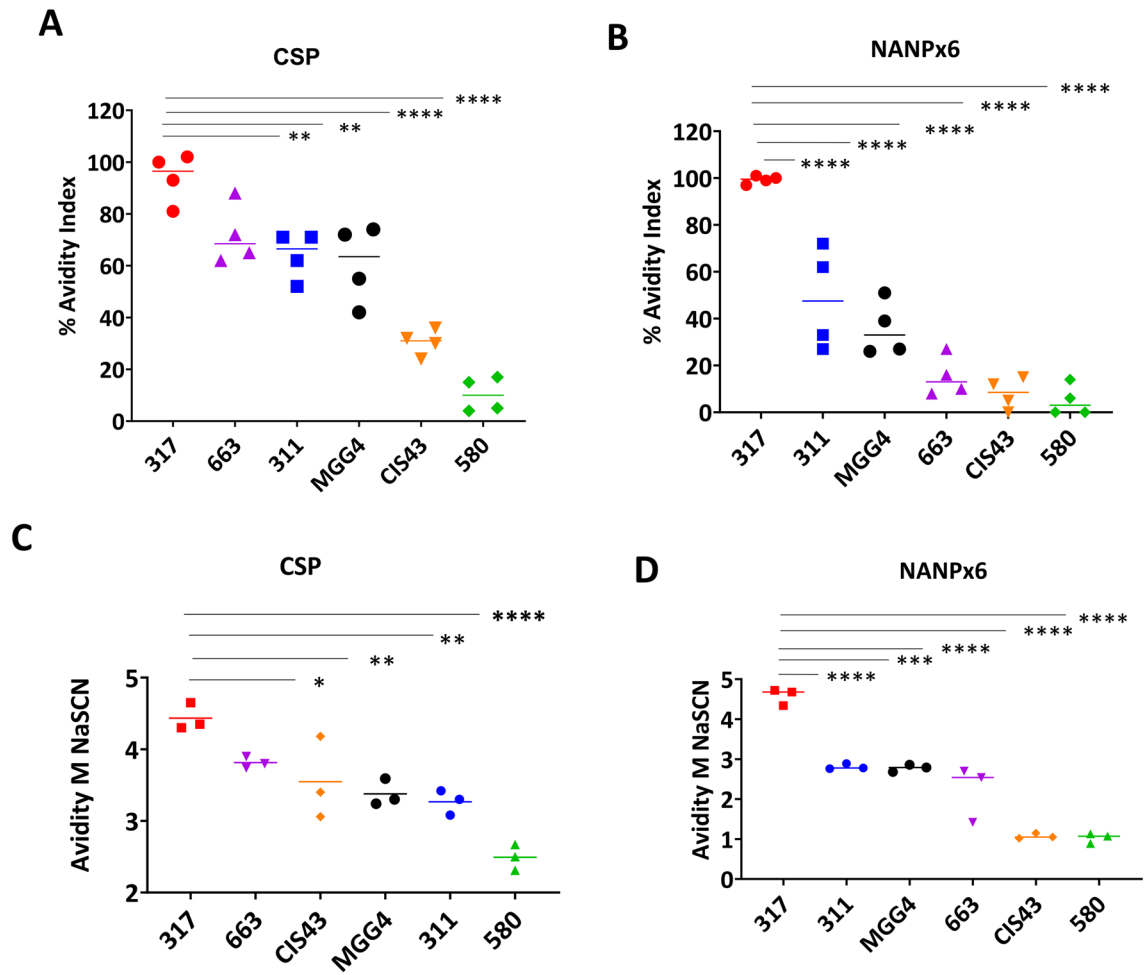 A
CSP
****
****
**
**
% Avidity Index
120
100
80
60
40
20
0
317
663
311
MGG4
CIS43
580
B
NANPx6
****
****
****
****
****
% Avidity Index
120
100
80
60
40
20
0
317
311
MGG4
663
CIS43
580
C
CSP
****
**
**
*
Avidity M NaSCN
5
4
3
2
317
663
CIS43
MGG4
311
580
D
NANPx6
****
****
****
***
****
Avidity M NaSCN
5
4
3
2
1
0
317
311
MGG4
663
CIS43
580